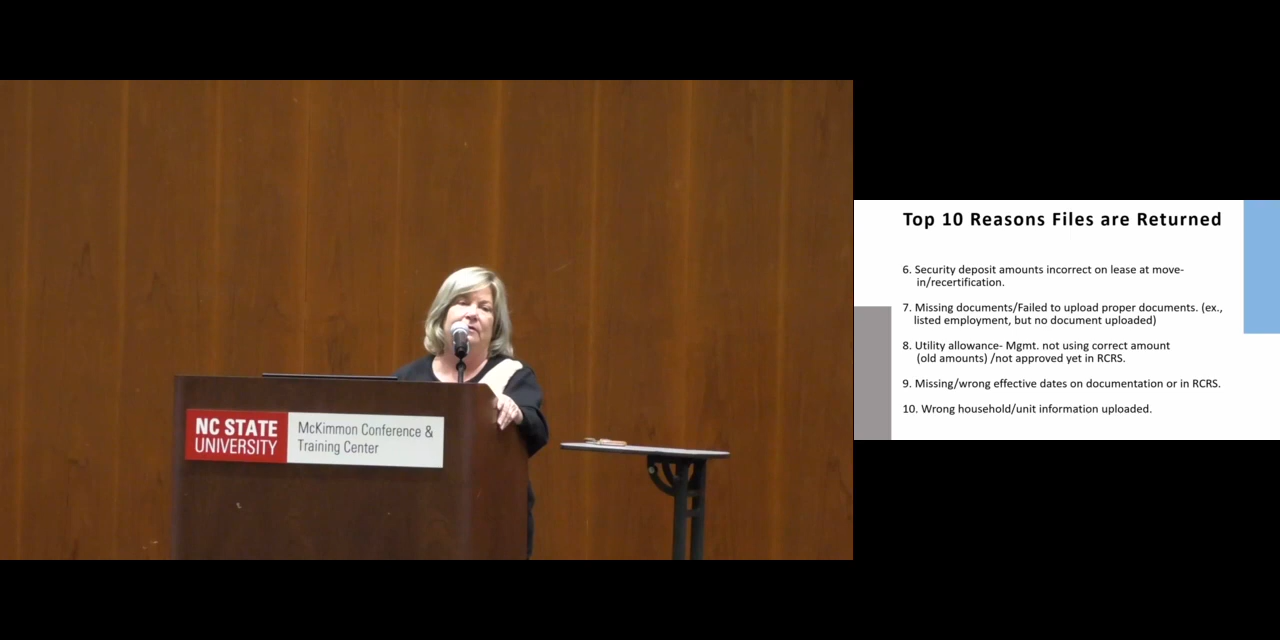 NC STATE
UNIVERSITY
McKimmon Conference &
Training Center
Top 10 Reasons Files are Returned
6. Security deposit amounts incorrect on lease at move-
in/recertification.
7. Missing documents/Failed to upload proper documents. (ex.,
listed employment, but no document uploaded)
8. Utility allowance- Mgmt. not using correct amount
(old amounts) /not approved yet in RCRS.
9. Missing/wrong effective dates on documentation or in RCRS.
10. Wrong household/unit information uploaded.